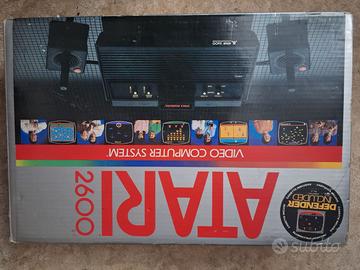 ATARI
2600
VIDEO COMPUTER SYSTEM
DEFENDER
INCLUDED
subito